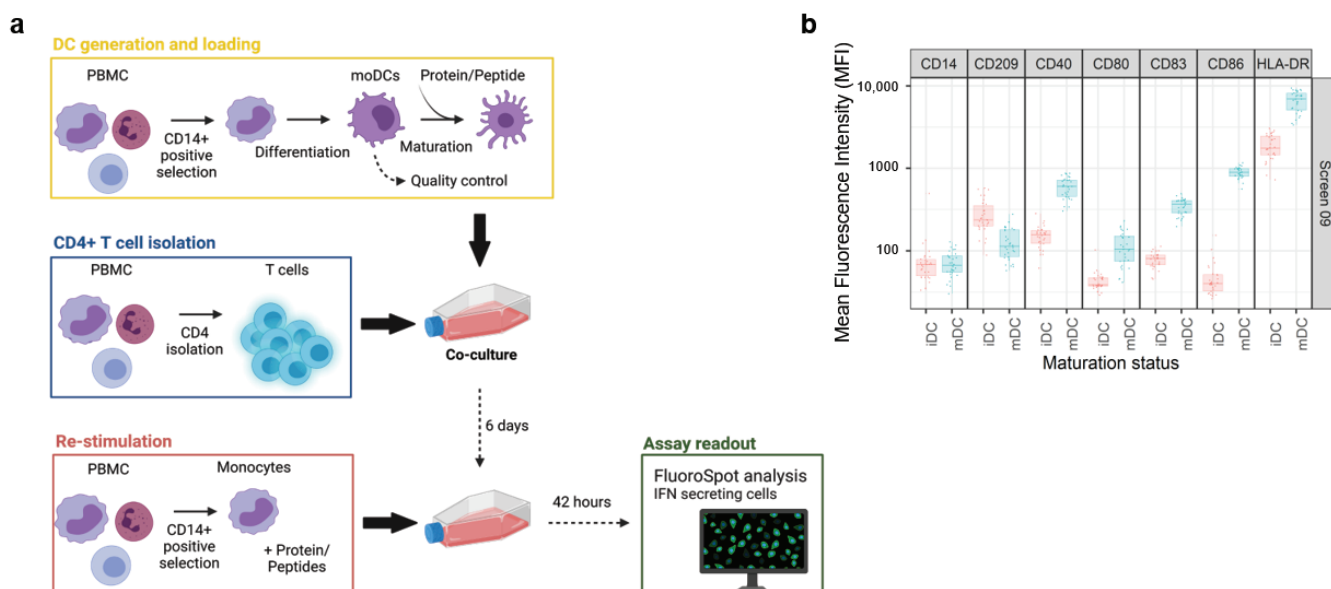 a
DC generation and loading
PBMC
moDCs
Protein/Peptide
CD14+
positive
selection
Differentiation
Maturation
Quality control
CD4+ T cell isolation
PBMC
T cells
CD4
isolation
Co-culture
6 days
Re-stimulation
PBMC
Monocytes
CD14+
positive
selection
+ Protein/
Peptides
42 hours
Assay readout
FluoroSpot analysis
IFN secreting cells
b
Mean Fluorescence Intensity (MFI)
CD14 CD209 CD40 CD80 CD83 CD86 HLA-DR
10,000
1000
100
Screen 09
iDC mDC iDC mDC iDC mDC iDC mDC iDC mDC iDC mDC iDC mDC
Maturation status